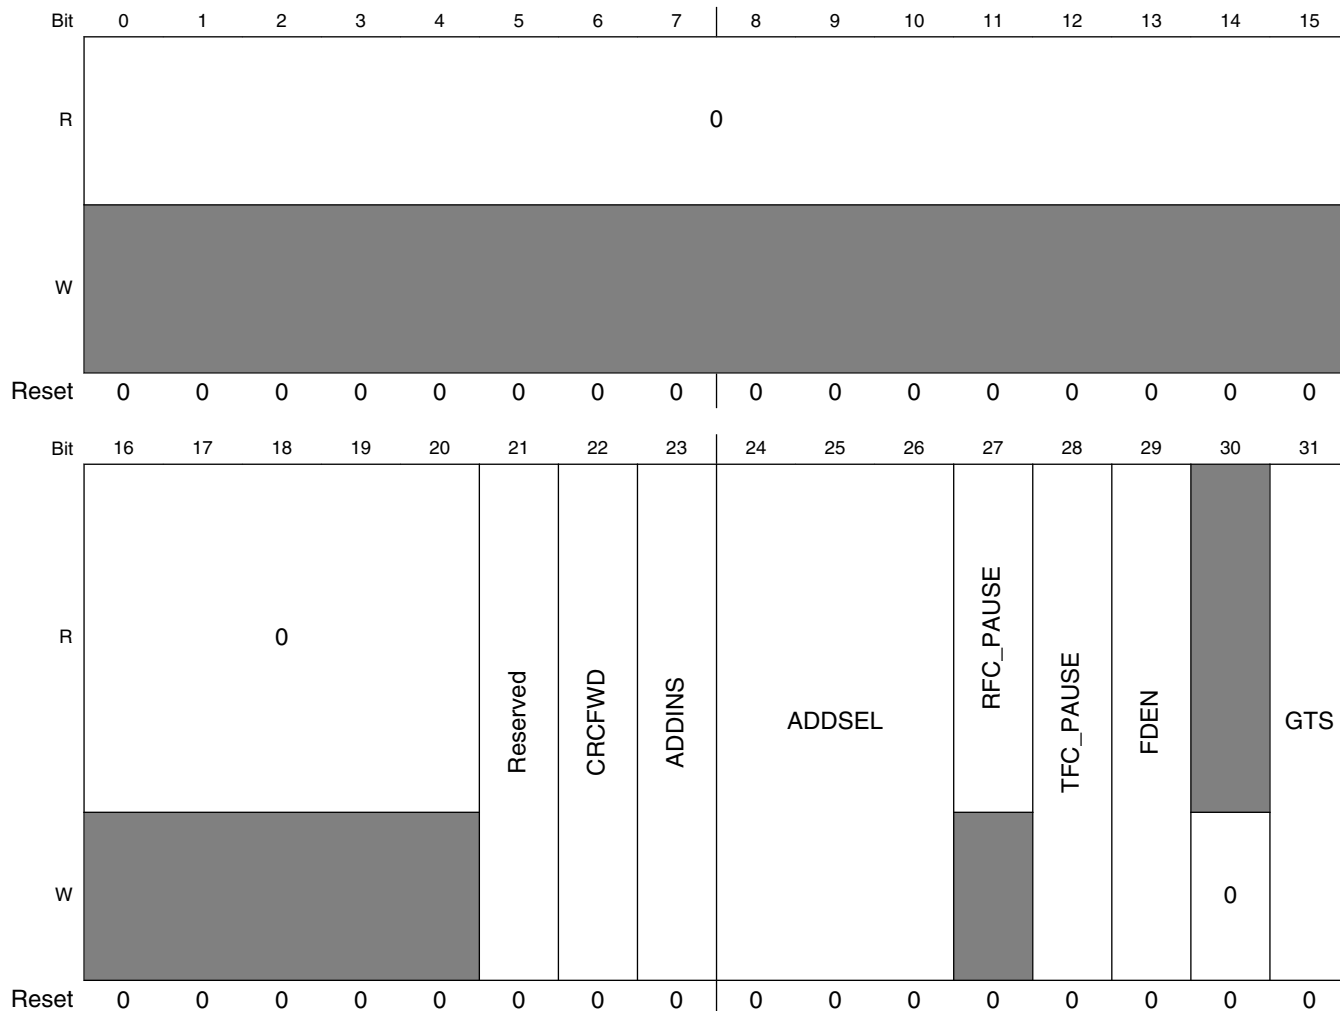 Bit 0 1 2 3 4 5 6 7 8 9 10 11 12 13 14 15
R 0
W
Reset 0 0 0 0 0 0 0 0 0 0 0 0 0 0 0 0
Bit 16 17 18 19 20 21 22 23 24 25 26 27 28 29 30 31
R 0 Reserved CRCFWD ADDINS ADDSEL RFC_PAUSE TFC_PAUSE FDEN GTS
W 0
Reset 0 0 0 0 0 0 0 0 0 0 0 0 0 0 0 0